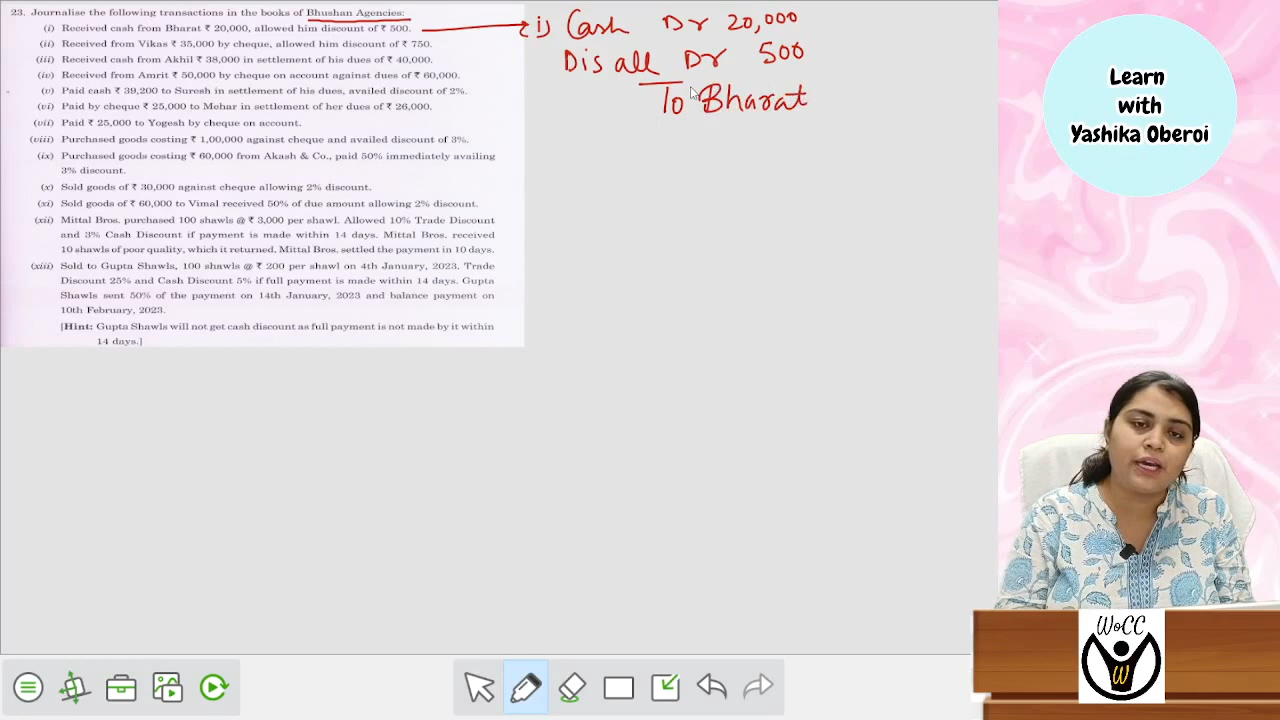 23. Journalise the following transactions in the books of Bhushan Agencies:
(i) Received cash from Bharat ₹ 20,000, allowed him discount of ₹ 500.
(ii) Received from Vikas ₹ 35,000 by cheque, allowed him discount of ₹ 750.
(iii) Received cash from Akhil ₹ 38,000 in settlement of his dues of ₹ 40,000.
(iv) Received from Amrit ₹ 50,000 by cheque on account against dues of ₹ 60,000.
(v) Paid cash ₹ 39,200 to Suresh in settlement of his dues, availed discount of 2%.
(vi) Paid by cheque ₹ 25,000 to Mehar in settlement of her dues of ₹ 26,000.
(vii) Paid ₹ 25,000 to Yogesh by cheque on account.
(viii) Purchased goods costing ₹ 1,00,000 against cheque and availed discount of 3%.
(ix) Purchased goods costing ₹ 60,000 from Akash & Co., paid 50% immediately availing
3% discount.
(x) Sold goods of ₹ 30,000 against cheque allowing 2% discount.
(xi) Sold goods of ₹ 60,000 to Vimal received 50% of due amount allowing 2% discount.
(xii) Mittal Bros. purchased 100 shawls @ ₹ 3,000 per shawl. Allowed 10% Trade Discount
and 3% Cash Discount if payment is made within 14 days. Mittal Bros. received
10 shawls of poor quality, which it returned. Mittal Bros. settled the payment in 10 days.
(xiii) Sold to Gupta Shawls, 100 shawls @ ₹ 200 per shawl on 4th January, 2023. Trade
Discount 25% and Cash Discount 5% if full payment is made within 14 days. Gupta
Shawls sent 50% of the payment on 14th January, 2023 and balance payment on
10th February, 2023.
[Hint: Gupta Shawls will not get cash discount as full payment is not made by it within
14 days.]
i) Cash Dr 20,000
Dis all Dr 500
To Bharat
Learn
with
Yashika Oberoi
WoCC
W